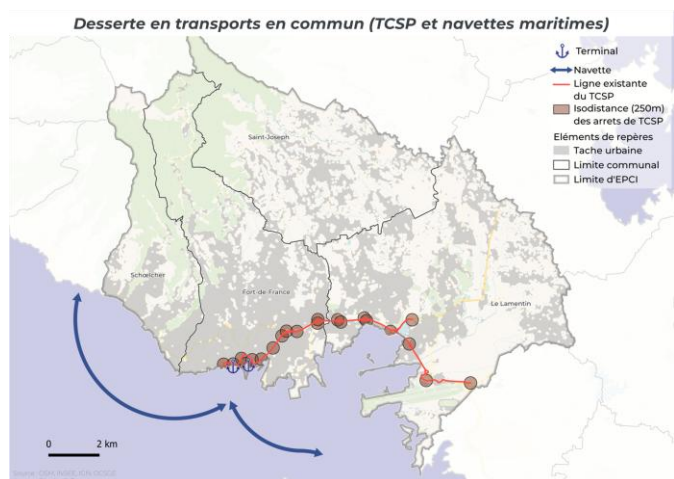 Desserte en transports en commun (TCSP et navettes maritimes)
Terminal
Navette
Ligne existante
du TCSP
Isodistance (250m)
des arrets de TCSP
Eléments de repères
Tache urbaine
Limite communal
Limite d'EPCI
Saint-Joseph
Schœlcher
Fort-de-France
Le Lamentin
0 2 km